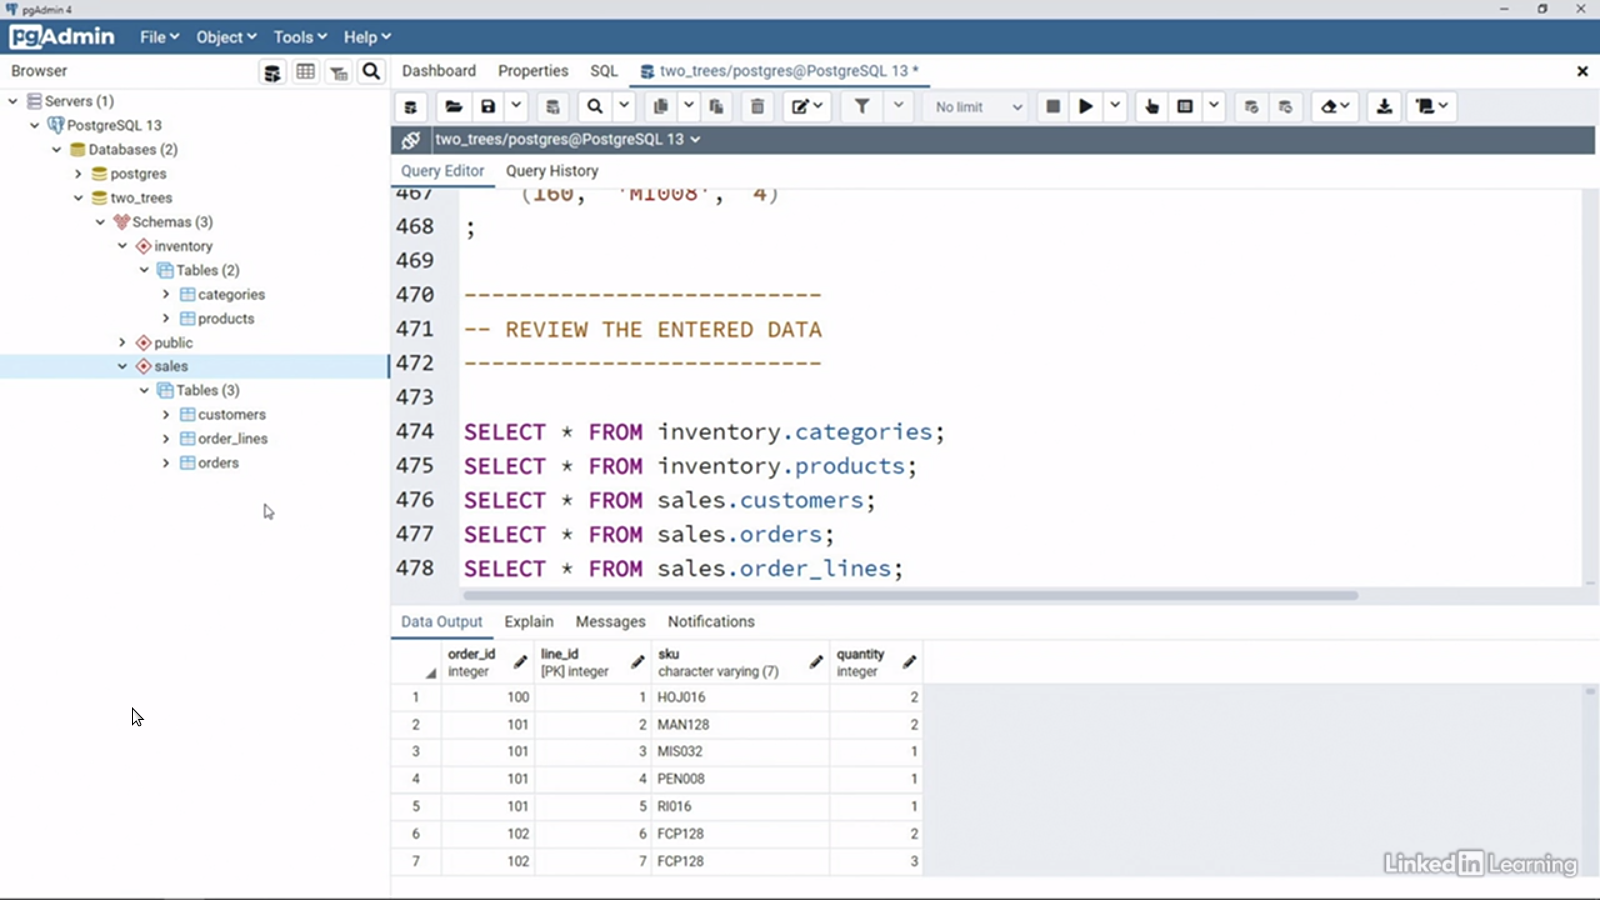 pgAdmin 4
pgAdmin File Object Tools Help
Browser
Dashboard Properties SQL two_trees/postgres@PostgreSQL 13 *
Servers (1)
PostgreSQL 13
Databases (2)
postgres
two_trees
Schemas (3)
inventory
Tables (2)
categories
products
public
sales
Tables (3)
customers
order_lines
orders
No limit
two_trees/postgres@PostgreSQL 13
Query Editor Query History
467 (160, 'MI008', 4)
468 ;
469
470 --------------------------
471 -- REVIEW THE ENTERED DATA
472 --------------------------
473
474 SELECT * FROM inventory.categories;
475 SELECT * FROM inventory.products;
476 SELECT * FROM sales.customers;
477 SELECT * FROM sales.orders;
478 SELECT * FROM sales.order_lines;
Data Output Explain Messages Notifications
order_id line_id sku quantity
integer [PK] integer character varying (7) integer
1 100 1 HOJ016 2
2 101 2 MAN128 2
3 101 3 MIS032 1
4 101 4 PEN008 1
5 101 5 RI016 1
6 102 6 FCP128 2
7 102 7 FCP128 3
Linked in Learning